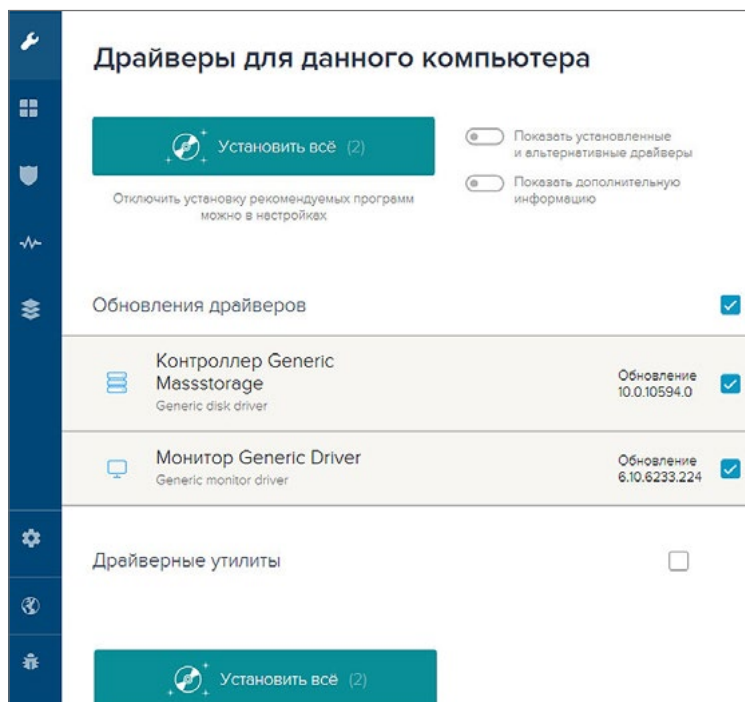 Драйверы для данного компьютера
Установить всё (2)
Отключить установку рекомендуемых программ
можно в настройках
Показать установленные
и альтернативные драйверы
Показать дополнительную
информацию
Обновления драйверов
Контроллер Generic
Massstorage
Generic disk driver
Обновление
10.0.10594.0
Монитор Generic Driver
Generic monitor driver
Обновление
6.10.6233.224
Драйверные утилиты
Установить всё (2)